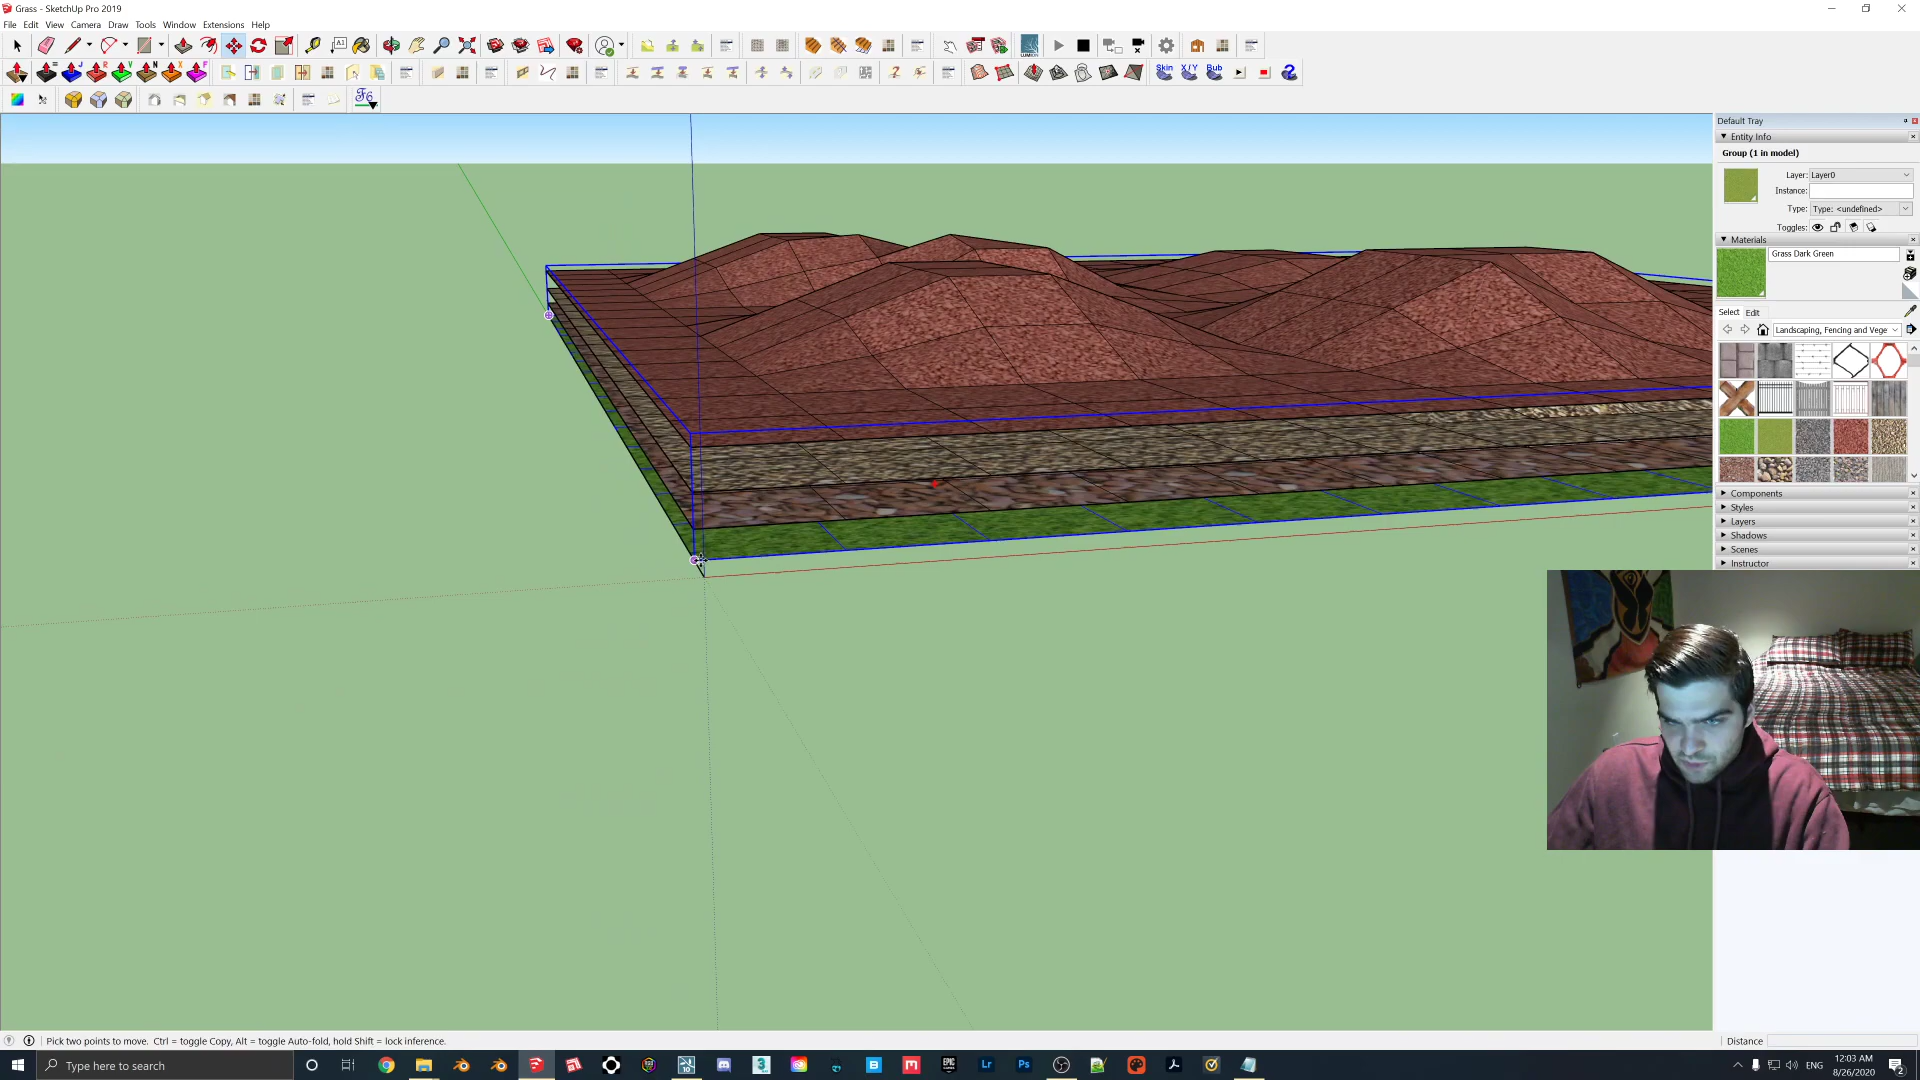 Grass - SketchUp Pro 2019
File Edit View Camera Draw Tools Window Extensions Help
Skin X/Y Bub
Default Tray
Entity Info
Group (1 in model)
Layer: Layer0
Instance:
Type: Type: <undefined>
Toggles:
Materials
Grass Dark Green
Select Edit
Landscaping, Fencing and Vege
Components
Styles
Layers
Shadows
Scenes
Instructor
Pick two points to move. Ctrl = toggle Copy, Alt = toggle Auto-fold, hold Shift = lock inference.
Distance
Type here to search
ENG
12:03 AM
8/26/2020